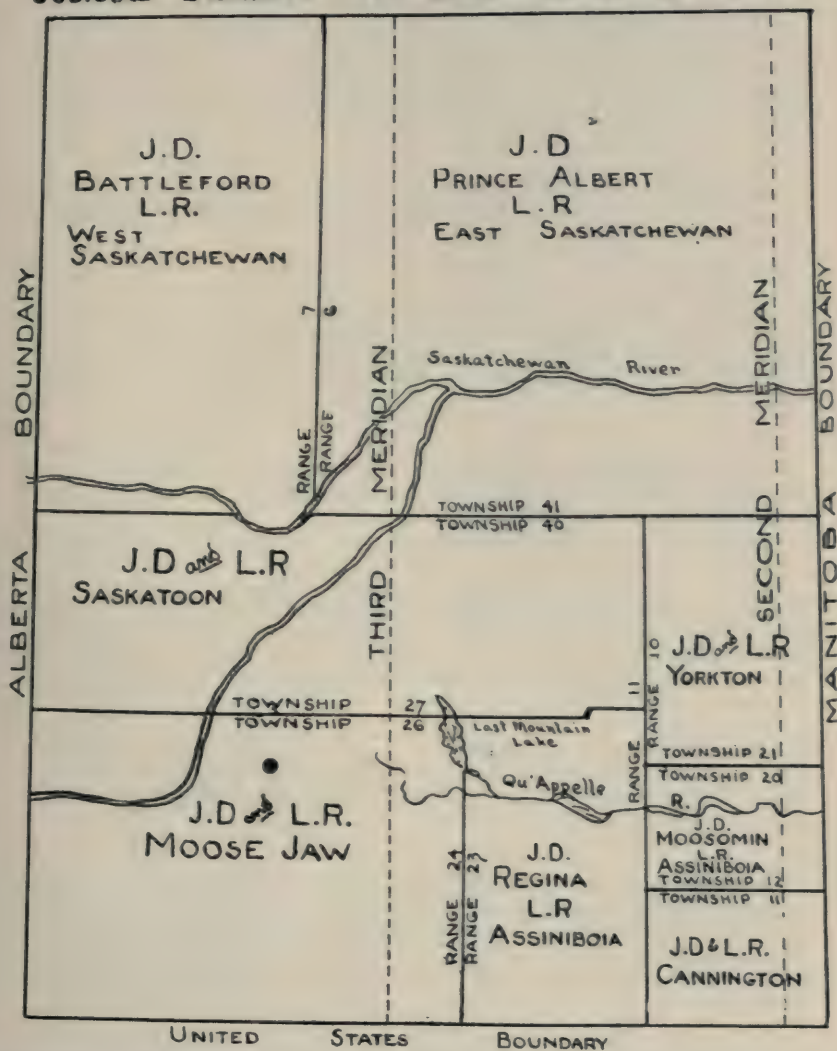 JUDICIAL
J.D.
BATTLEFORD
L.R.
WEST
SASKATCHEWAN
J.D
PRINCE ALBERT
L.R
EAST SASKATCHEWAN
ALBERTA BOUNDARY
RANGE 7
RANGE 6
THIRD MERIDIAN
Saskatchewan River
SECOND MERIDIAN
MANITOBA BOUNDARY
TOWNSHIP 41
TOWNSHIP 40
J.D and L.R
SASKATOON
RANGE 11
RANGE 10
J.D and L.R
YORKTON
TOWNSHIP 27
TOWNSHIP 26
Last Mountain
Lake
TOWNSHIP 21
TOWNSHIP 20
Qu'Appelle R.
J.D and L.R.
MOOSE JAW
RANGE 24
RANGE 23
J.D.
REGINA
L.R
ASSINIBOIA
J.D.
MOOSOMIN
L.R.
ASSINIBOIA
TOWNSHIP 12
TOWNSHIP 11
J.D & L.R.
CANNINGTON
UNITED STATES BOUNDARY